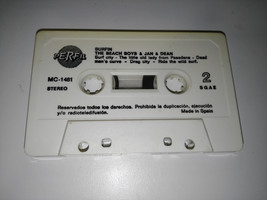 PERFIL
SURFIN
THE BEACH BOYS & JAN & DEAN
Surf city - The little old lady from Pasadena - Dead
man's curve - Drag city - Ride the wild surf.
MC-1481
STEREO
2
SGAE
Reservados todos los derechos. Prohibida la duplicación, ejecución
y/o radioteledifusión.
Made in Spain